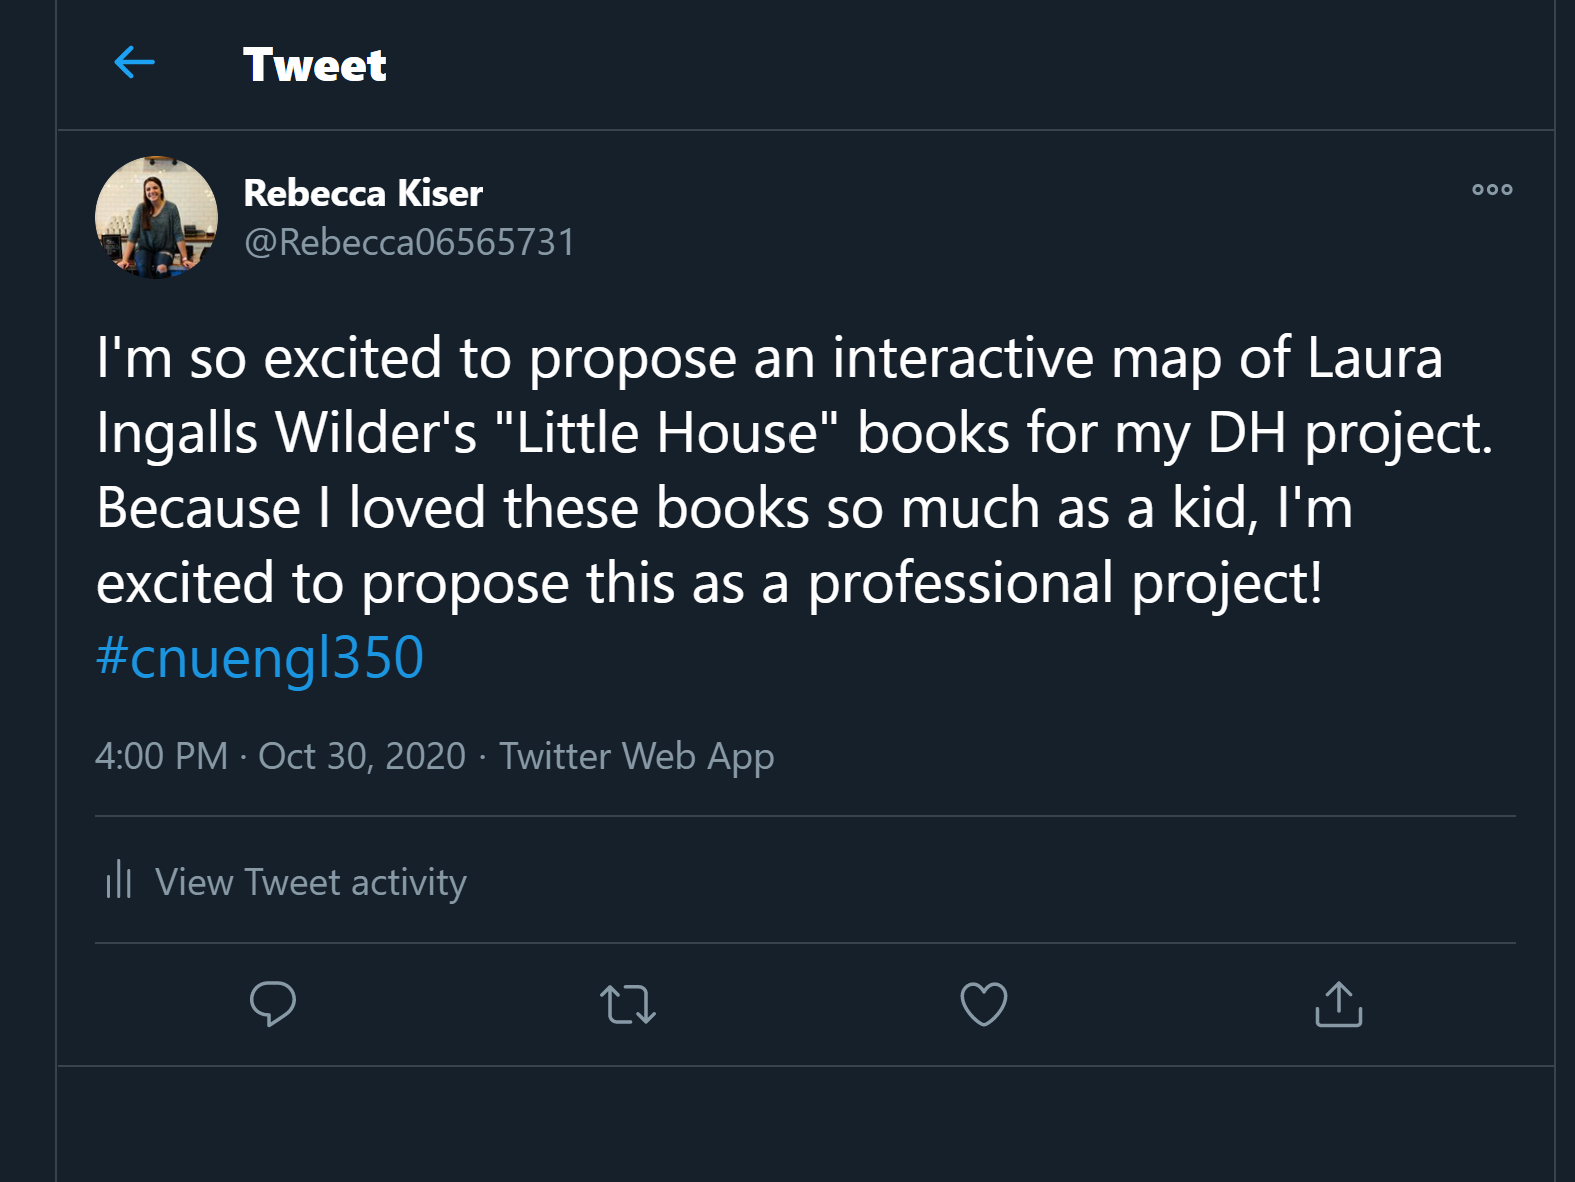 Tweet
Rebecca Kiser
@Rebecca06565731
I'm so excited to propose an interactive map of Laura
Ingalls Wilder's "Little House" books for my DH project.
Because I loved these books so much as a kid, I'm
excited to propose this as a professional project!
#cnuengl350
4:00 PM · Oct 30, 2020 · Twitter Web App
View Tweet activity